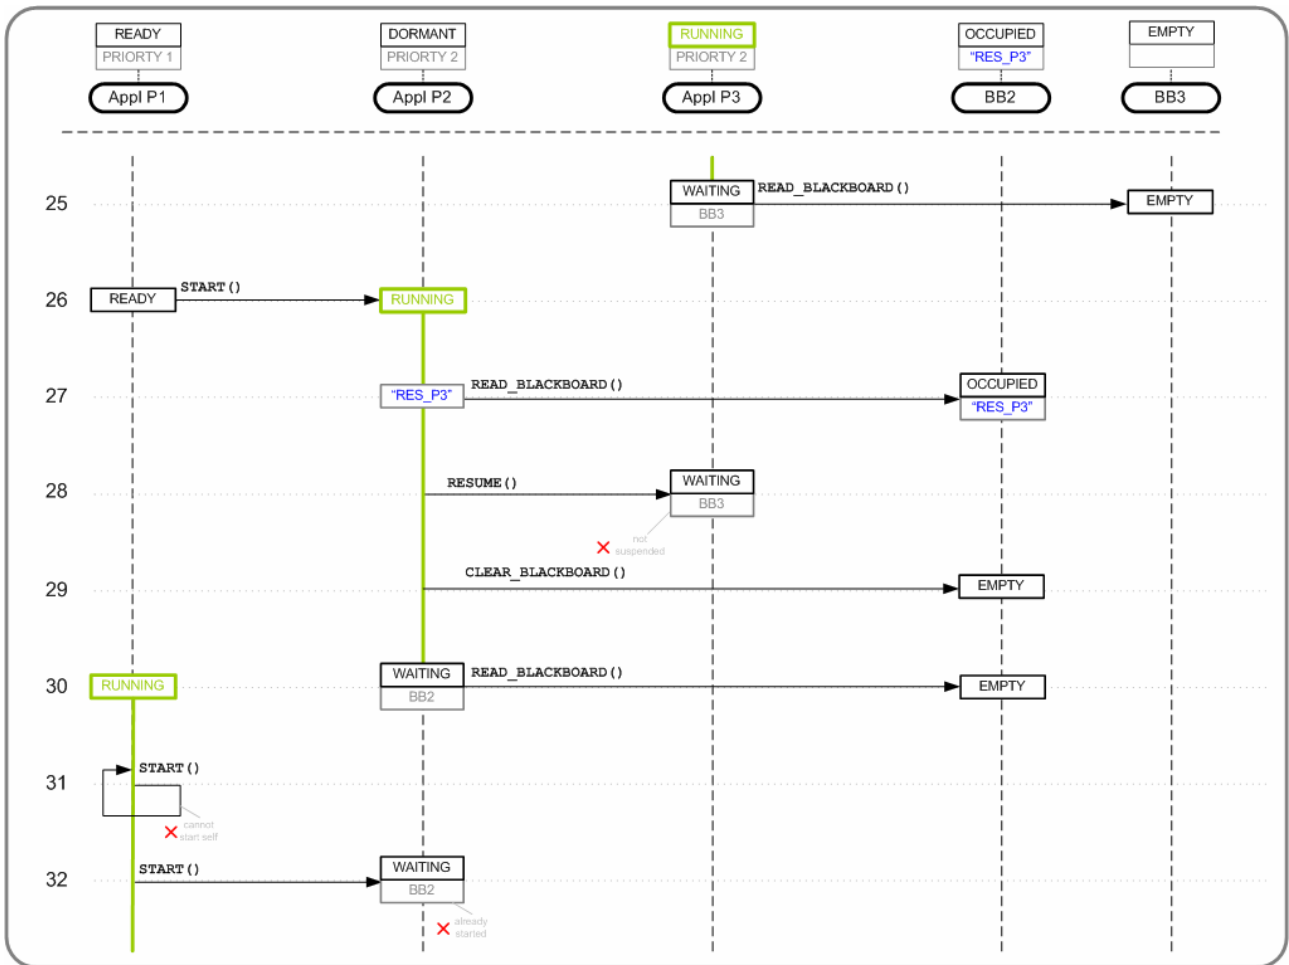 READY
PRIORTY 1
Appl P1
DORMANT
PRIORTY 2
Appl P2
RUNNING
PRIORTY 2
Appl P3
OCCUPIED
“RES_P3”
BB2
EMPTY
BB3
25
WAITING
BB3
READ_BLACKBOARD()
EMPTY
26
READY
START()
RUNNING
27
“RES_P3”
READ_BLACKBOARD()
OCCUPIED
“RES_P3”
28
RESUME()
WAITING
BB3
not
suspended
29
CLEAR_BLACKBOARD()
EMPTY
30
RUNNING
WAITING
BB2
READ_BLACKBOARD()
EMPTY
31
START()
cannot
start self
32
START()
WAITING
BB2
already
started